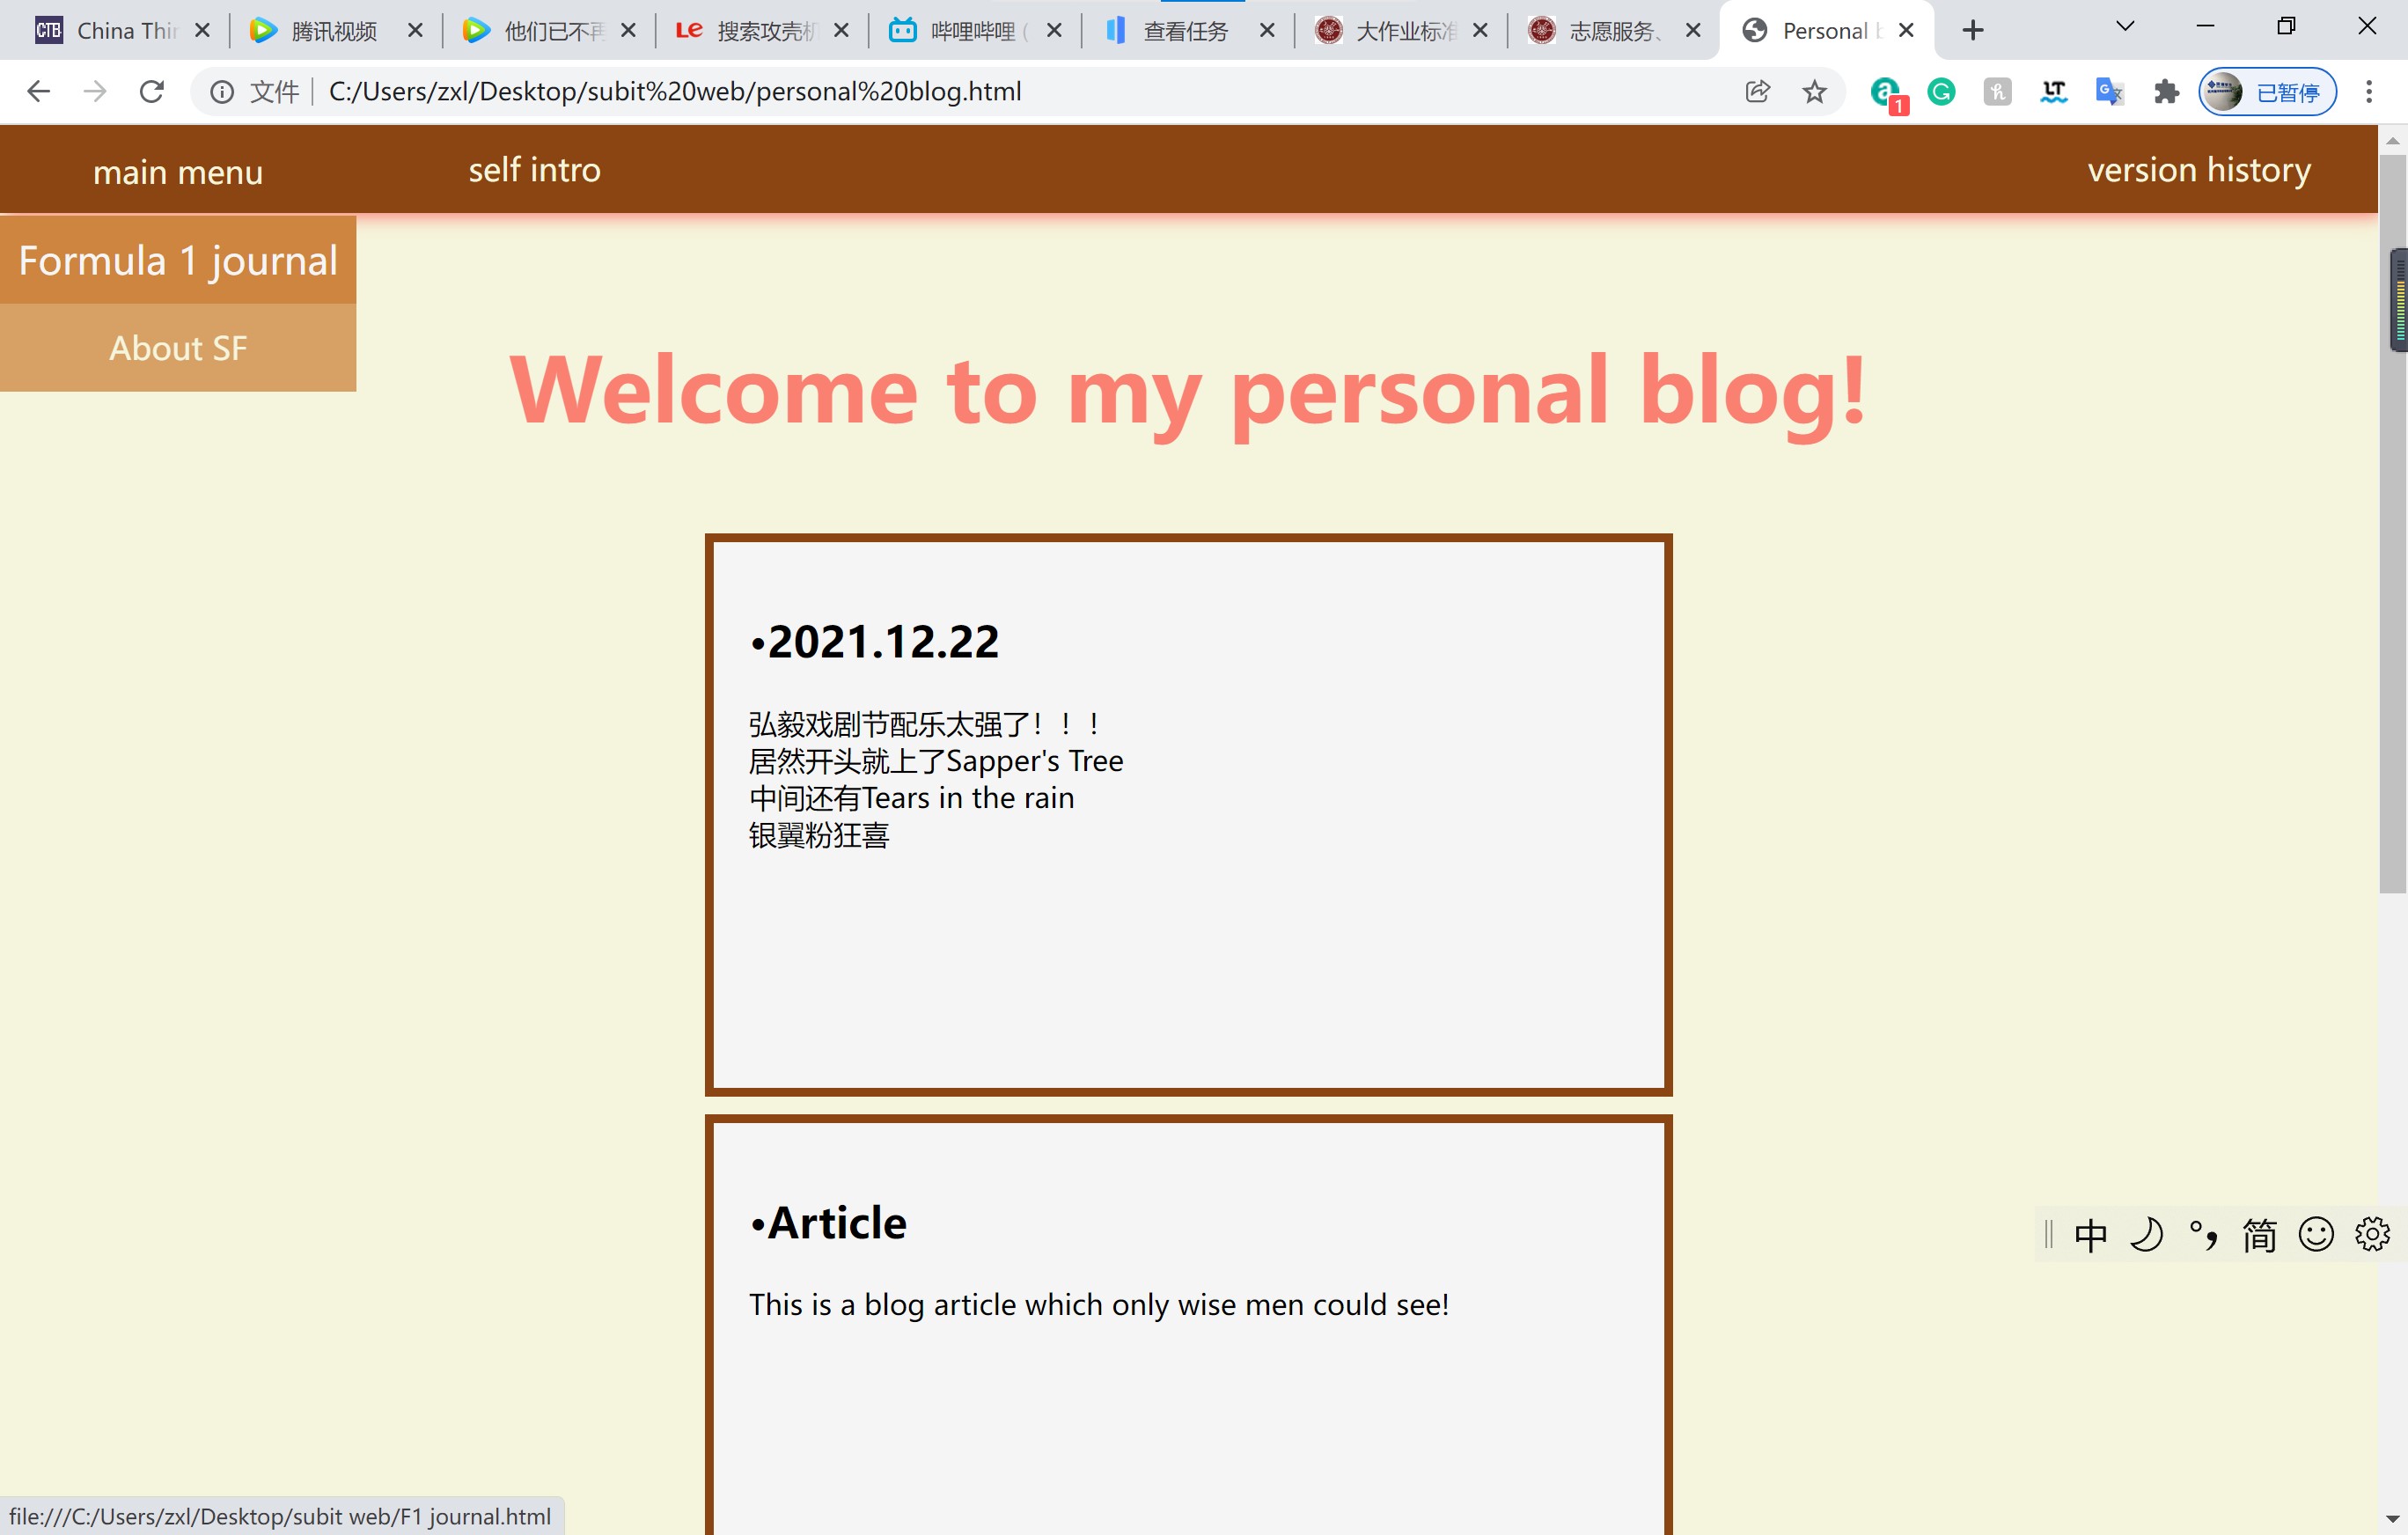 China Thin
腾讯视频
他们已不再
搜索攻壳机
哔哩哔哩 (
查看任务
大作业标准
志愿服务、
Personal b
文件 C:/Users/zxl/Desktop/subit%20web/personal%20blog.html
1
已暂停
main menu
self intro
version history
Formula 1 journal
About SF
Welcome to my personal blog!
•2021.12.22
弘毅戏剧节配乐太强了！！！
居然开头就上了Sapper's Tree
中间还有Tears in the rain
银翼粉狂喜
•Article
This is a blog article which only wise men could see!
中 °, 简
file:///C:/Users/zxl/Desktop/subit web/F1 journal.html